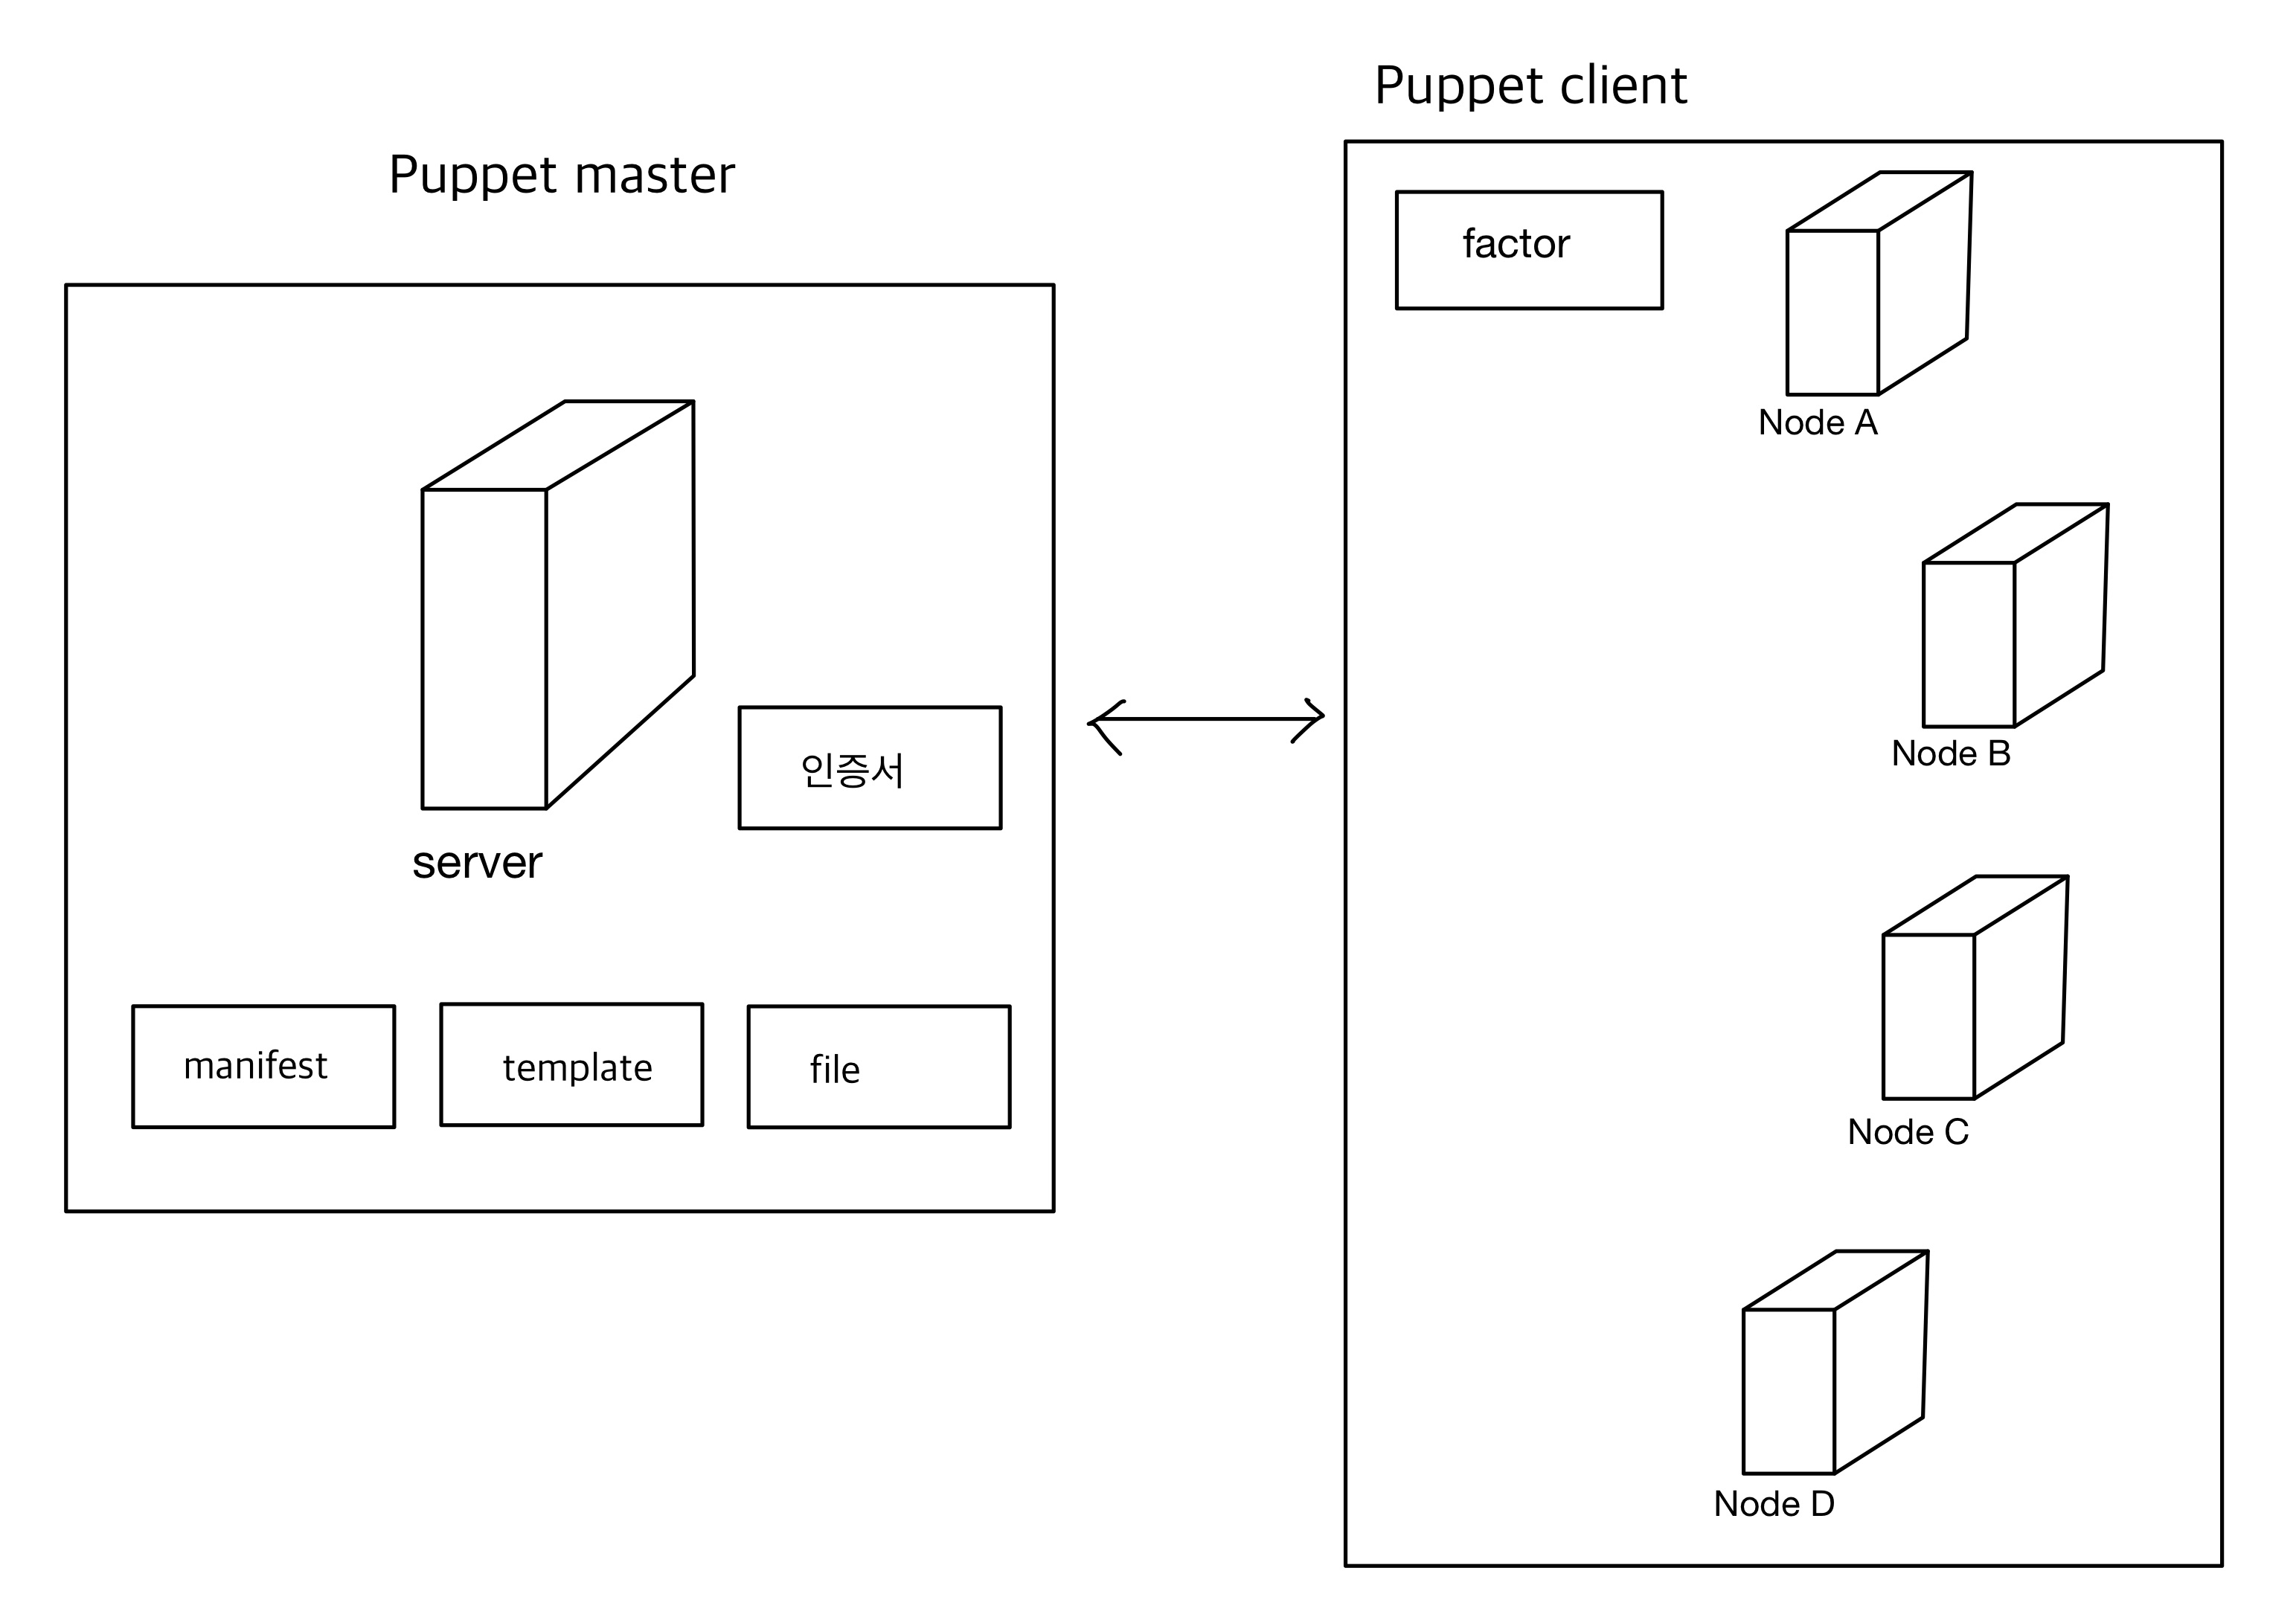 Puppet master
server
인증서
manifest
template
file
Puppet client
factor
Node A
Node B
Node C
Node D